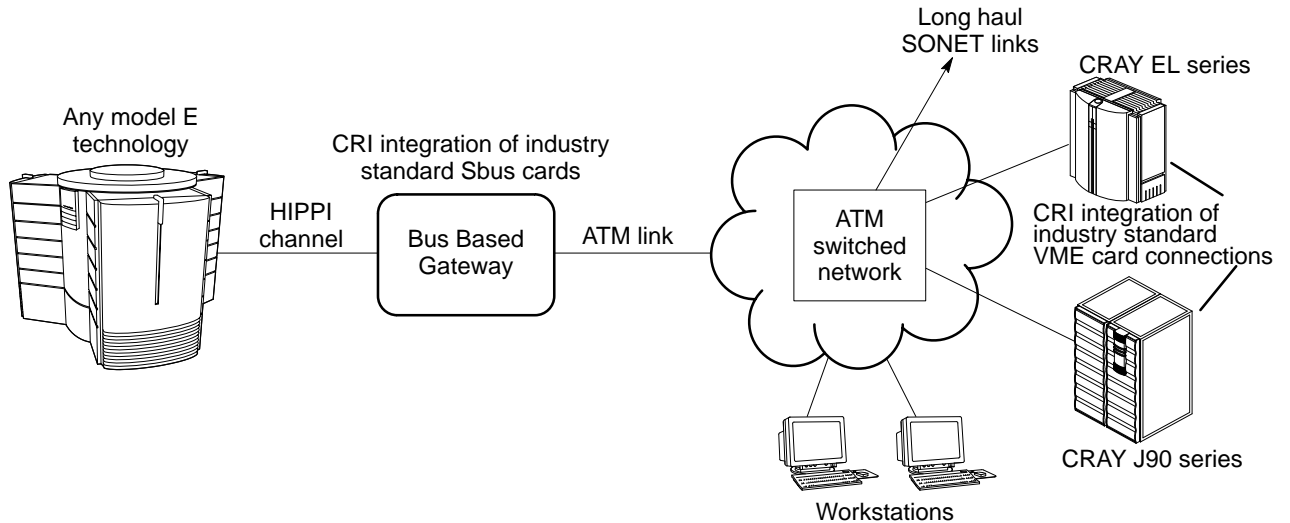 Long haul
SONET links
CRAY EL series
Any model E
technology
CRI integration of industry
standard Sbus cards
HIPPI
channel
Bus Based
Gateway
ATM link
ATM
switched
network
CRI integration of
industry standard
VME card connections
CRAY J90 series
Workstations